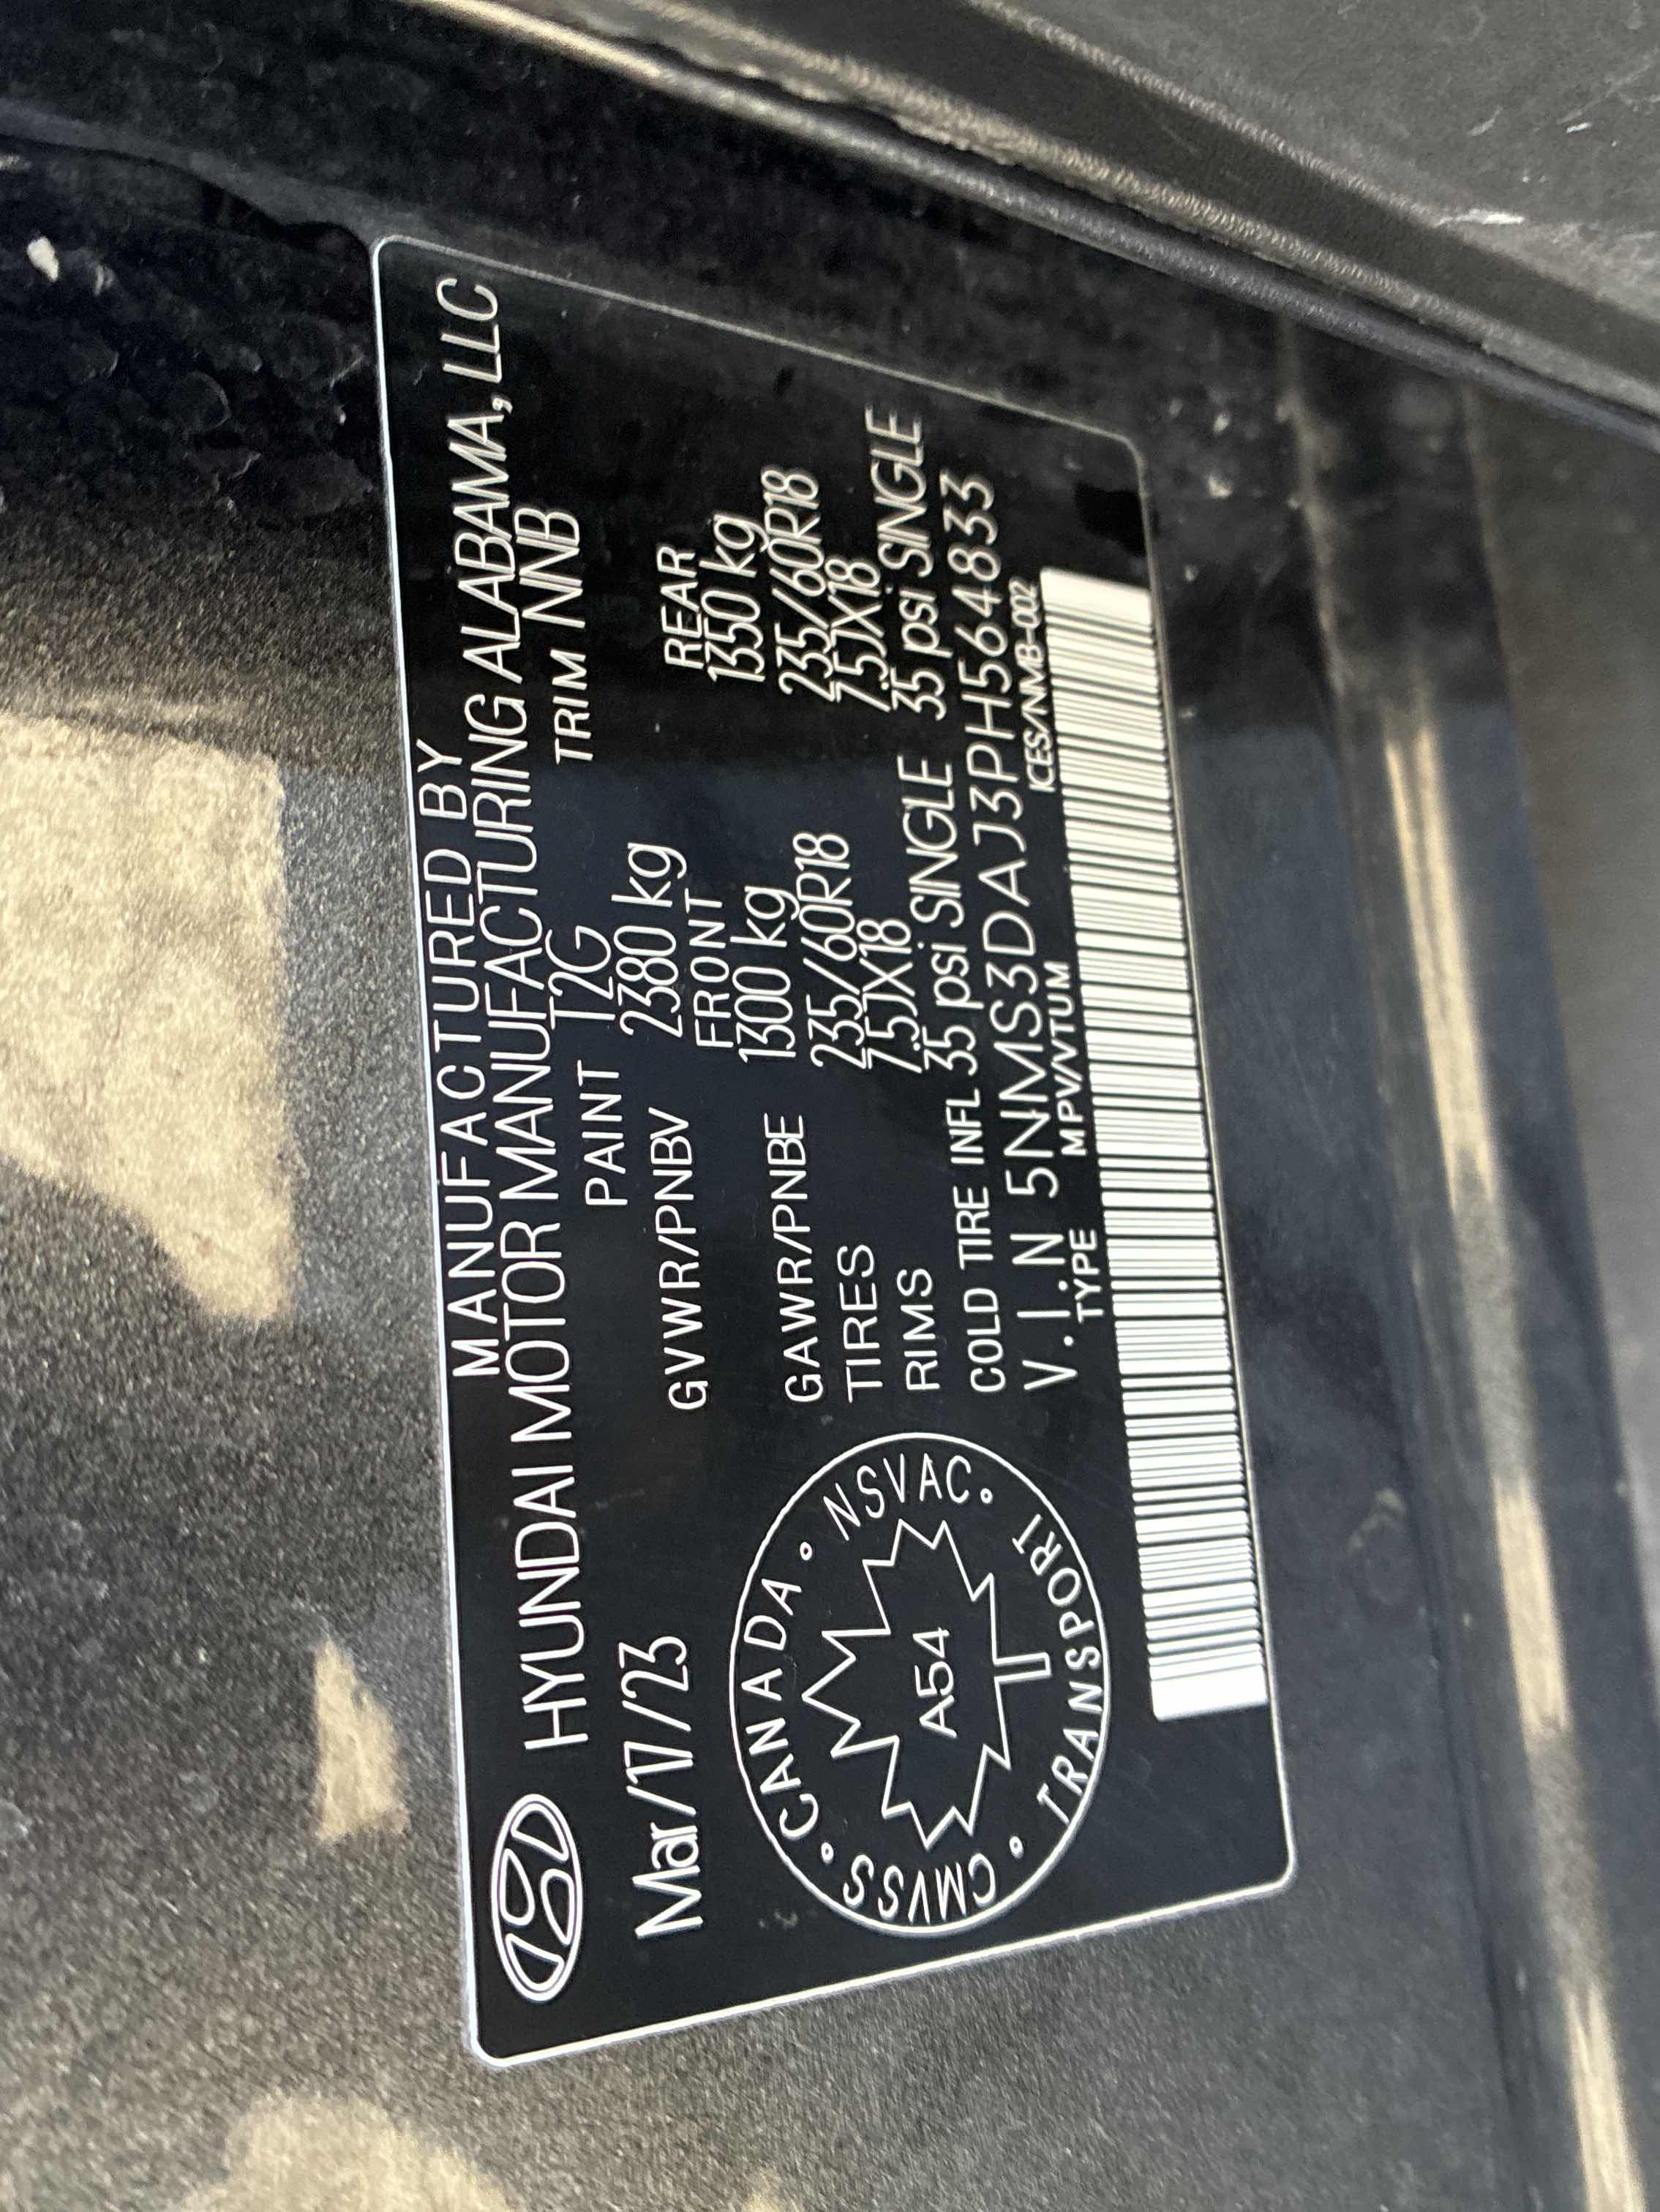 MANUFACTURED BY
HYUNDAI MOTOR MANUFACTURING ALABAMA, LLC
Mar/17/23 PAINT T2G TRIM NNB
GVWR/PNBV 2380 kg
FRONT REAR
GAWR/PNBE 1300 kg 1350 kg
TIRES 235/60R18 235/60R18
RIMS 7.5JX18 7.5JX18
COLD TIRE INFL 35 psi SINGLE 35 psi SINGLE
V.I.N 5NMS3DAJ3PH564833
TYPE MPV/VTUM ICES/NMB-002
CANADA • NSVAC • TRANSPORT • CMVSS •
A54